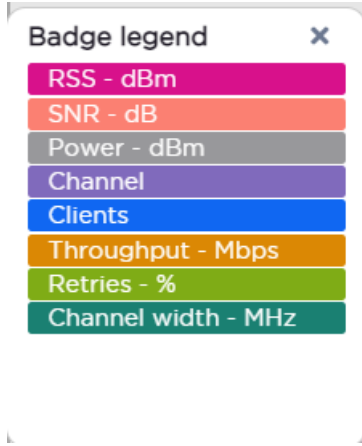 Badge legend
RSS - dBm
SNR - dB
Power - dBm
Channel
Clients
Throughput - Mbps
Retries - %
Channel width - MHz